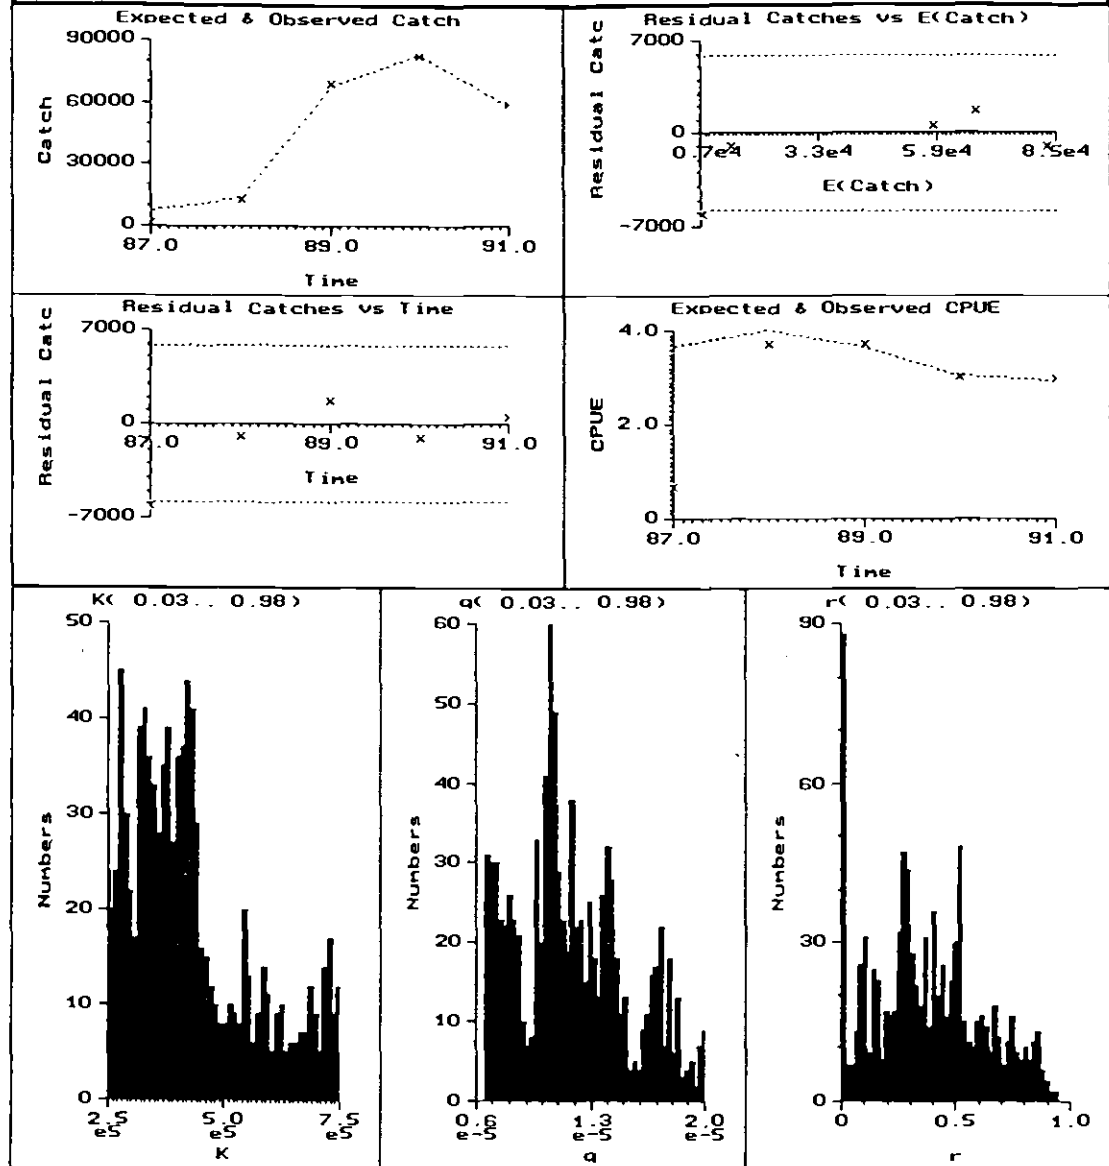 Expected & Observed Catch
90000
60000
30000
0
Catch
87.0
89.0
91.0
Time
Residual Catches vs E(Catch)
7000
0
-7000
Residual Catc
0.7e4
3.3e4
5.9e4
8.5e4
E(Catch)
Residual Catches vs Time
7000
0
-7000
Residual Catc
87.0
89.0
91.0
Time
Expected & Observed CPUE
4.0
2.0
0
CPUE
87.0
89.0
91.0
Time
K( 0.03.. 0.98)
50
40
30
20
10
0
Numbers
2.5
5.0
7.5
K
q( 0.03.. 0.98)
60
50
40
30
20
10
0
Numbers
0.6
1.3
2.0
e-5
e-5
e-5
q
r( 0.03.. 0.98)
90
60
30
0
Numbers
0
0.5
1.0
r